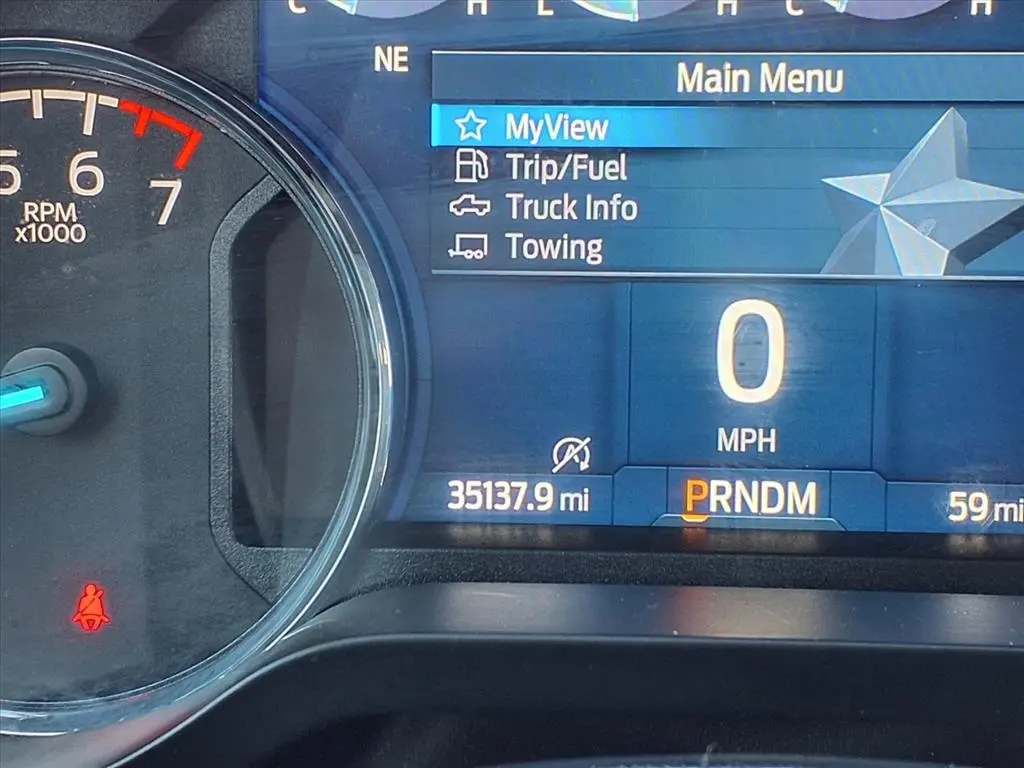 C H L H C H
NE
Main Menu
MyView
Trip/Fuel
Truck Info
Towing
5 6 7
RPM
x1000
0
MPH
A
35137.9 mi
PRNDM
59 mi